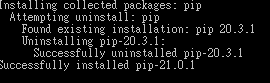 Installing collected packages: pip
  Attempting uninstall: pip
    Found existing installation: pip 20.3.1
    Uninstalling pip-20.3.1:
      Successfully uninstalled pip-20.3.1
Successfully installed pip-21.0.1